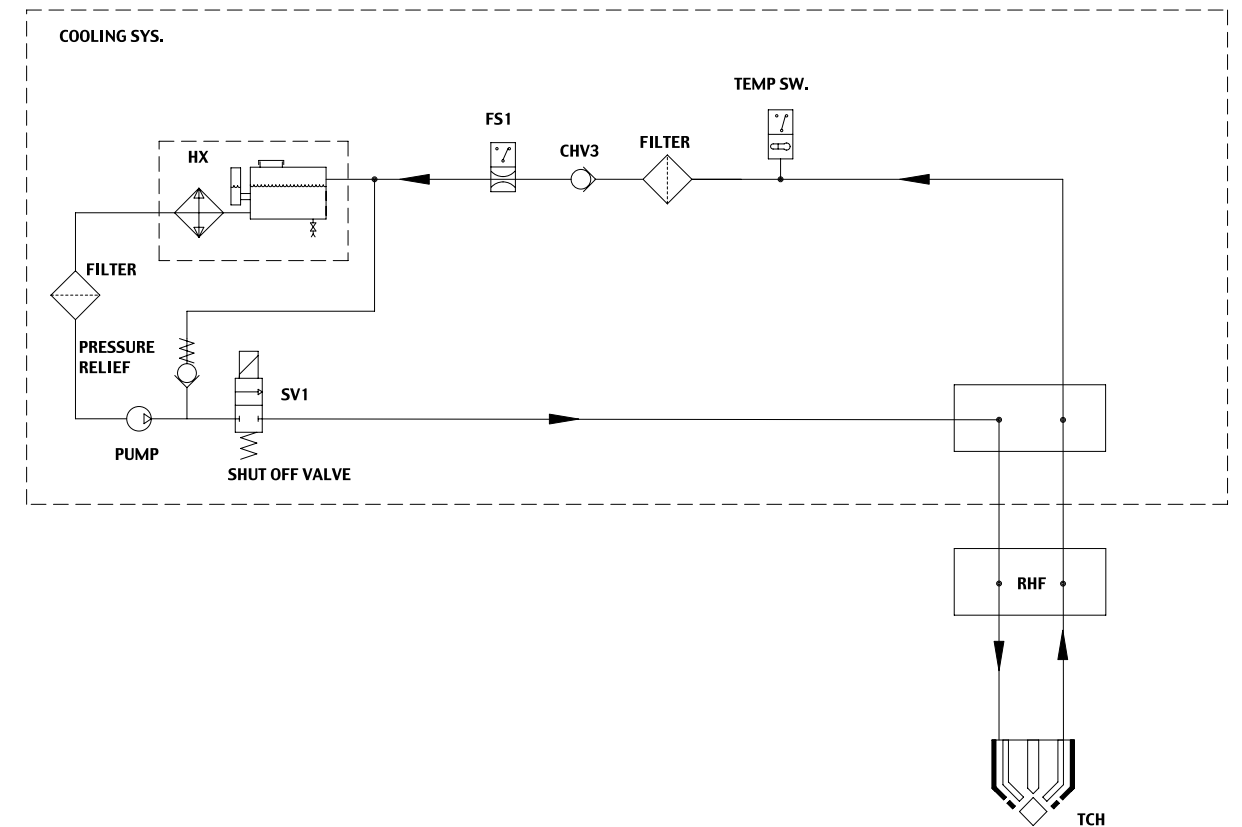 COOLING SYS.
TEMP SW.
FS1
FILTER
CHV3
HX
FILTER
PRESSURE
RELIEF
SV1
PUMP
SHUT OFF VALVE
RHF
TCH